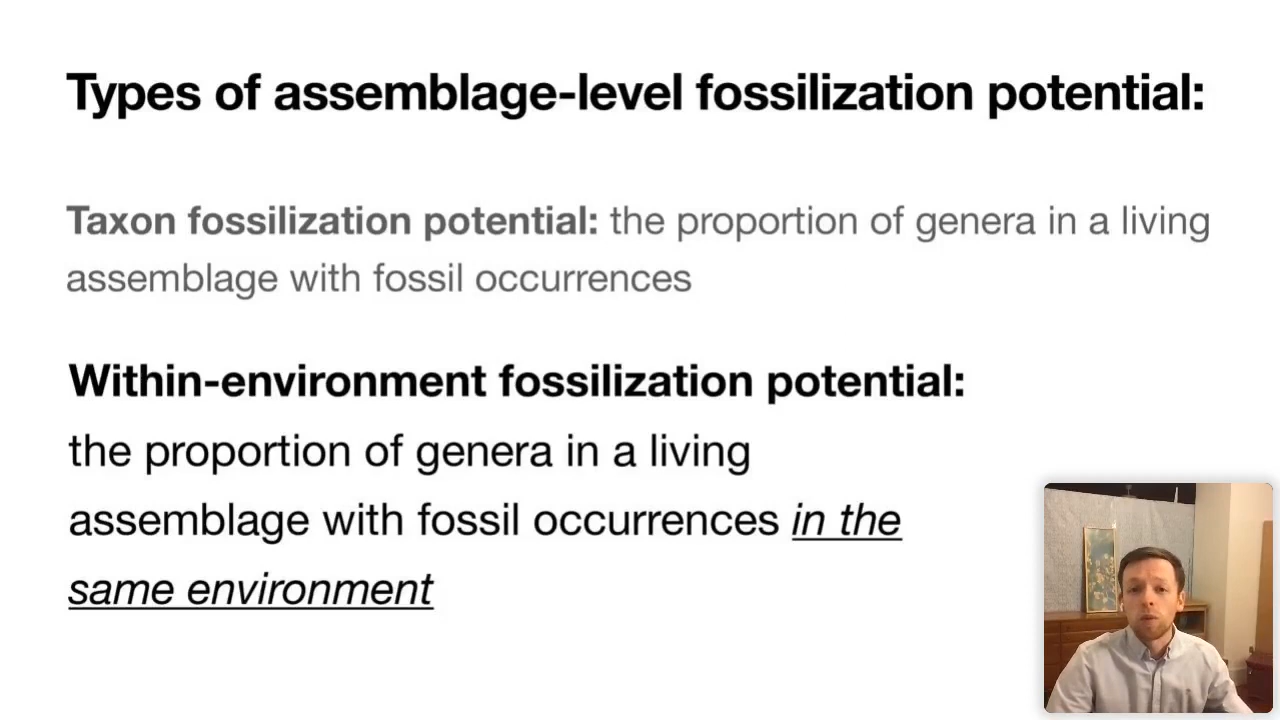 Types of assemblage-level fossilization potential:
Taxon fossilization potential: the proportion of genera in a living
assemblage with fossil occurrences
Within-environment fossilization potential:
the proportion of genera in a living
assemblage with fossil occurrences in the
same environment